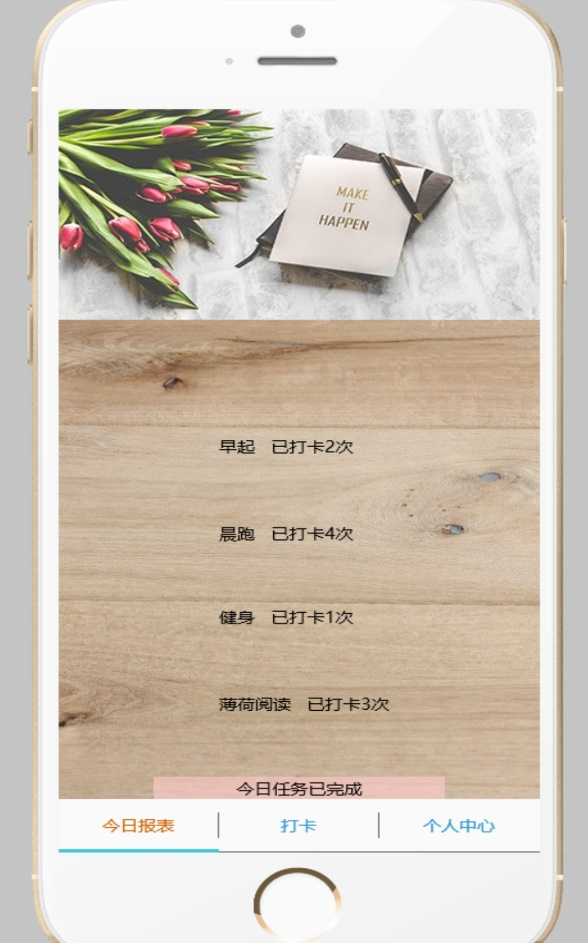 MAKE
IT
HAPPEN
早起 已打卡2次
晨跑 已打卡4次
健身 已打卡1次
薄荷阅读 已打卡3次
今日任务已完成
今日报表 打卡 个人中心